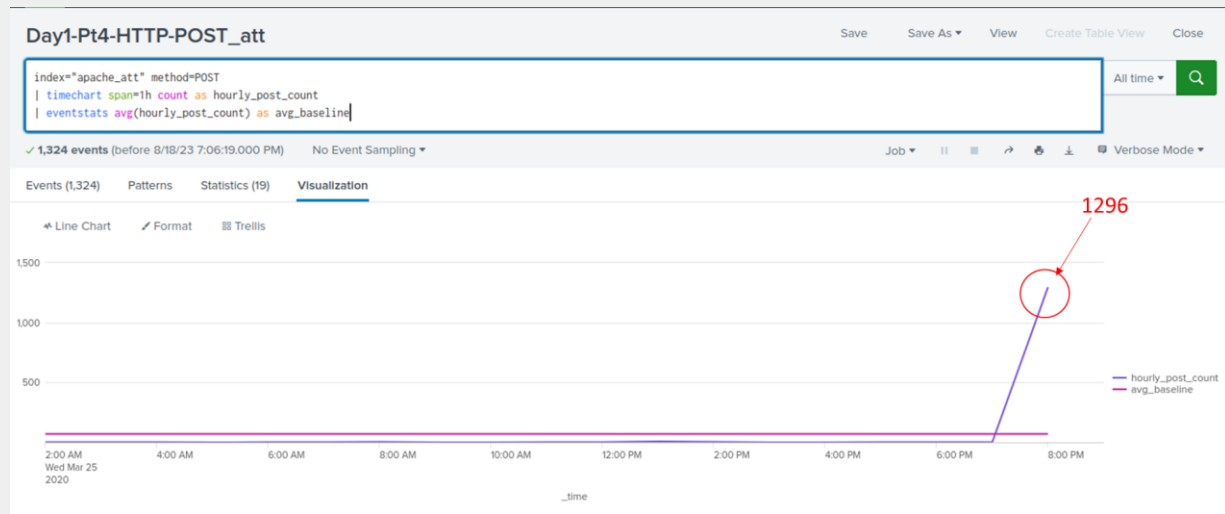 Day1-Pt4-HTTP-POST_att
Save Save As ▾ View Create Table View Close
index="apache_att" method=POST
| timechart span=1h count as hourly_post_count
| eventstats avg(hourly_post_count) as avg_baseline
All time ▾
✓ 1,324 events (before 8/18/23 7:06:19.000 PM) No Event Sampling ▾
Job ▾ Verbose Mode ▾
Events (1,324) Patterns Statistics (19) Visualization
Line Chart Format Trellis
1296
1,500
1,000
500
hourly_post_count
avg_baseline
2:00 AM 4:00 AM 6:00 AM 8:00 AM 10:00 AM 12:00 PM 2:00 PM 4:00 PM 6:00 PM 8:00 PM
Wed Mar 25
2020
_time